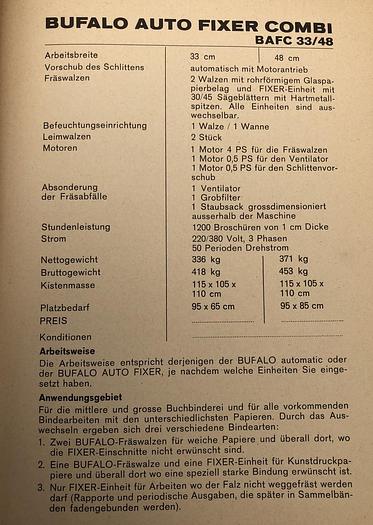 BUFALO AUTO FIXER COMBI
BAFC 33/48
Arbeitsbreite 33 cm 48 cm
Vorschub des Schlittens automatisch mit Motorantrieb
Fräswalzen 2 Walzen mit rohrförmigem Glaspa-
pierbelag und FIXER-Einheit mit
30/45 Sägeblättern mit Hartmetall-
spitzen. Alle Einheiten sind aus-
wechselbar.
Befeuchtungseinrichtung 1 Walze / 1 Wanne
Leimwalzen 2 Stück
Motoren 1 Motor 4 PS für die Fräswalzen
1 Motor 0,5 PS für den Ventilator
1 Motor 0,5 PS für den Schlittenvor-
schub
Absonderung 1 Ventilator
der Fräsabfälle 1 Grobfilter
1 Staubsack grossdimensioniert
ausserhalb der Maschine
Stundenleistung 1200 Broschüren von 1 cm Dicke
Strom 220/380 Volt, 3 Phasen
50 Perioden Drehstrom
Nettogewicht 336 kg 371 kg
Bruttogewicht 418 kg 453 kg
Kistenmasse 115 x 105 x 115 x 105 x
110 cm 110 cm
Platzbedarf 95 x 65 cm 95 x 85 cm
PREIS
Konditionen
Arbeitsweise
Die Arbeitsweise entspricht derjenigen der BUFALO automatic oder
der BUFALO AUTO FIXER, je nachdem welche Einheiten Sie einge-
setzt haben.
Anwendungsgebiet
Für die mittlere und grosse Buchbinderei und für alle vorkommenden
Bindearbeiten mit den unterschiedlichsten Papieren. Durch das Aus-
wechseln ergeben sich drei verschiedene Bindearten:
1. Zwei BUFALO-Fräswalzen für weiche Papiere und überall dort, wo
die FIXER-Einschnitte nicht erwünscht sind.
2. Eine BUFALO-Fräswalze und eine FIXER-Einheit für Kunstdruckpa-
piere und überall dort wo eine speziell starke Bindung erwünscht ist.
3. Nur FIXER-Einheit für Arbeiten wo der Falz nicht weggefräst werden
darf (Rapporte und periodische Ausgaben, die später in Sammelbän-
den fadengebunden werden).